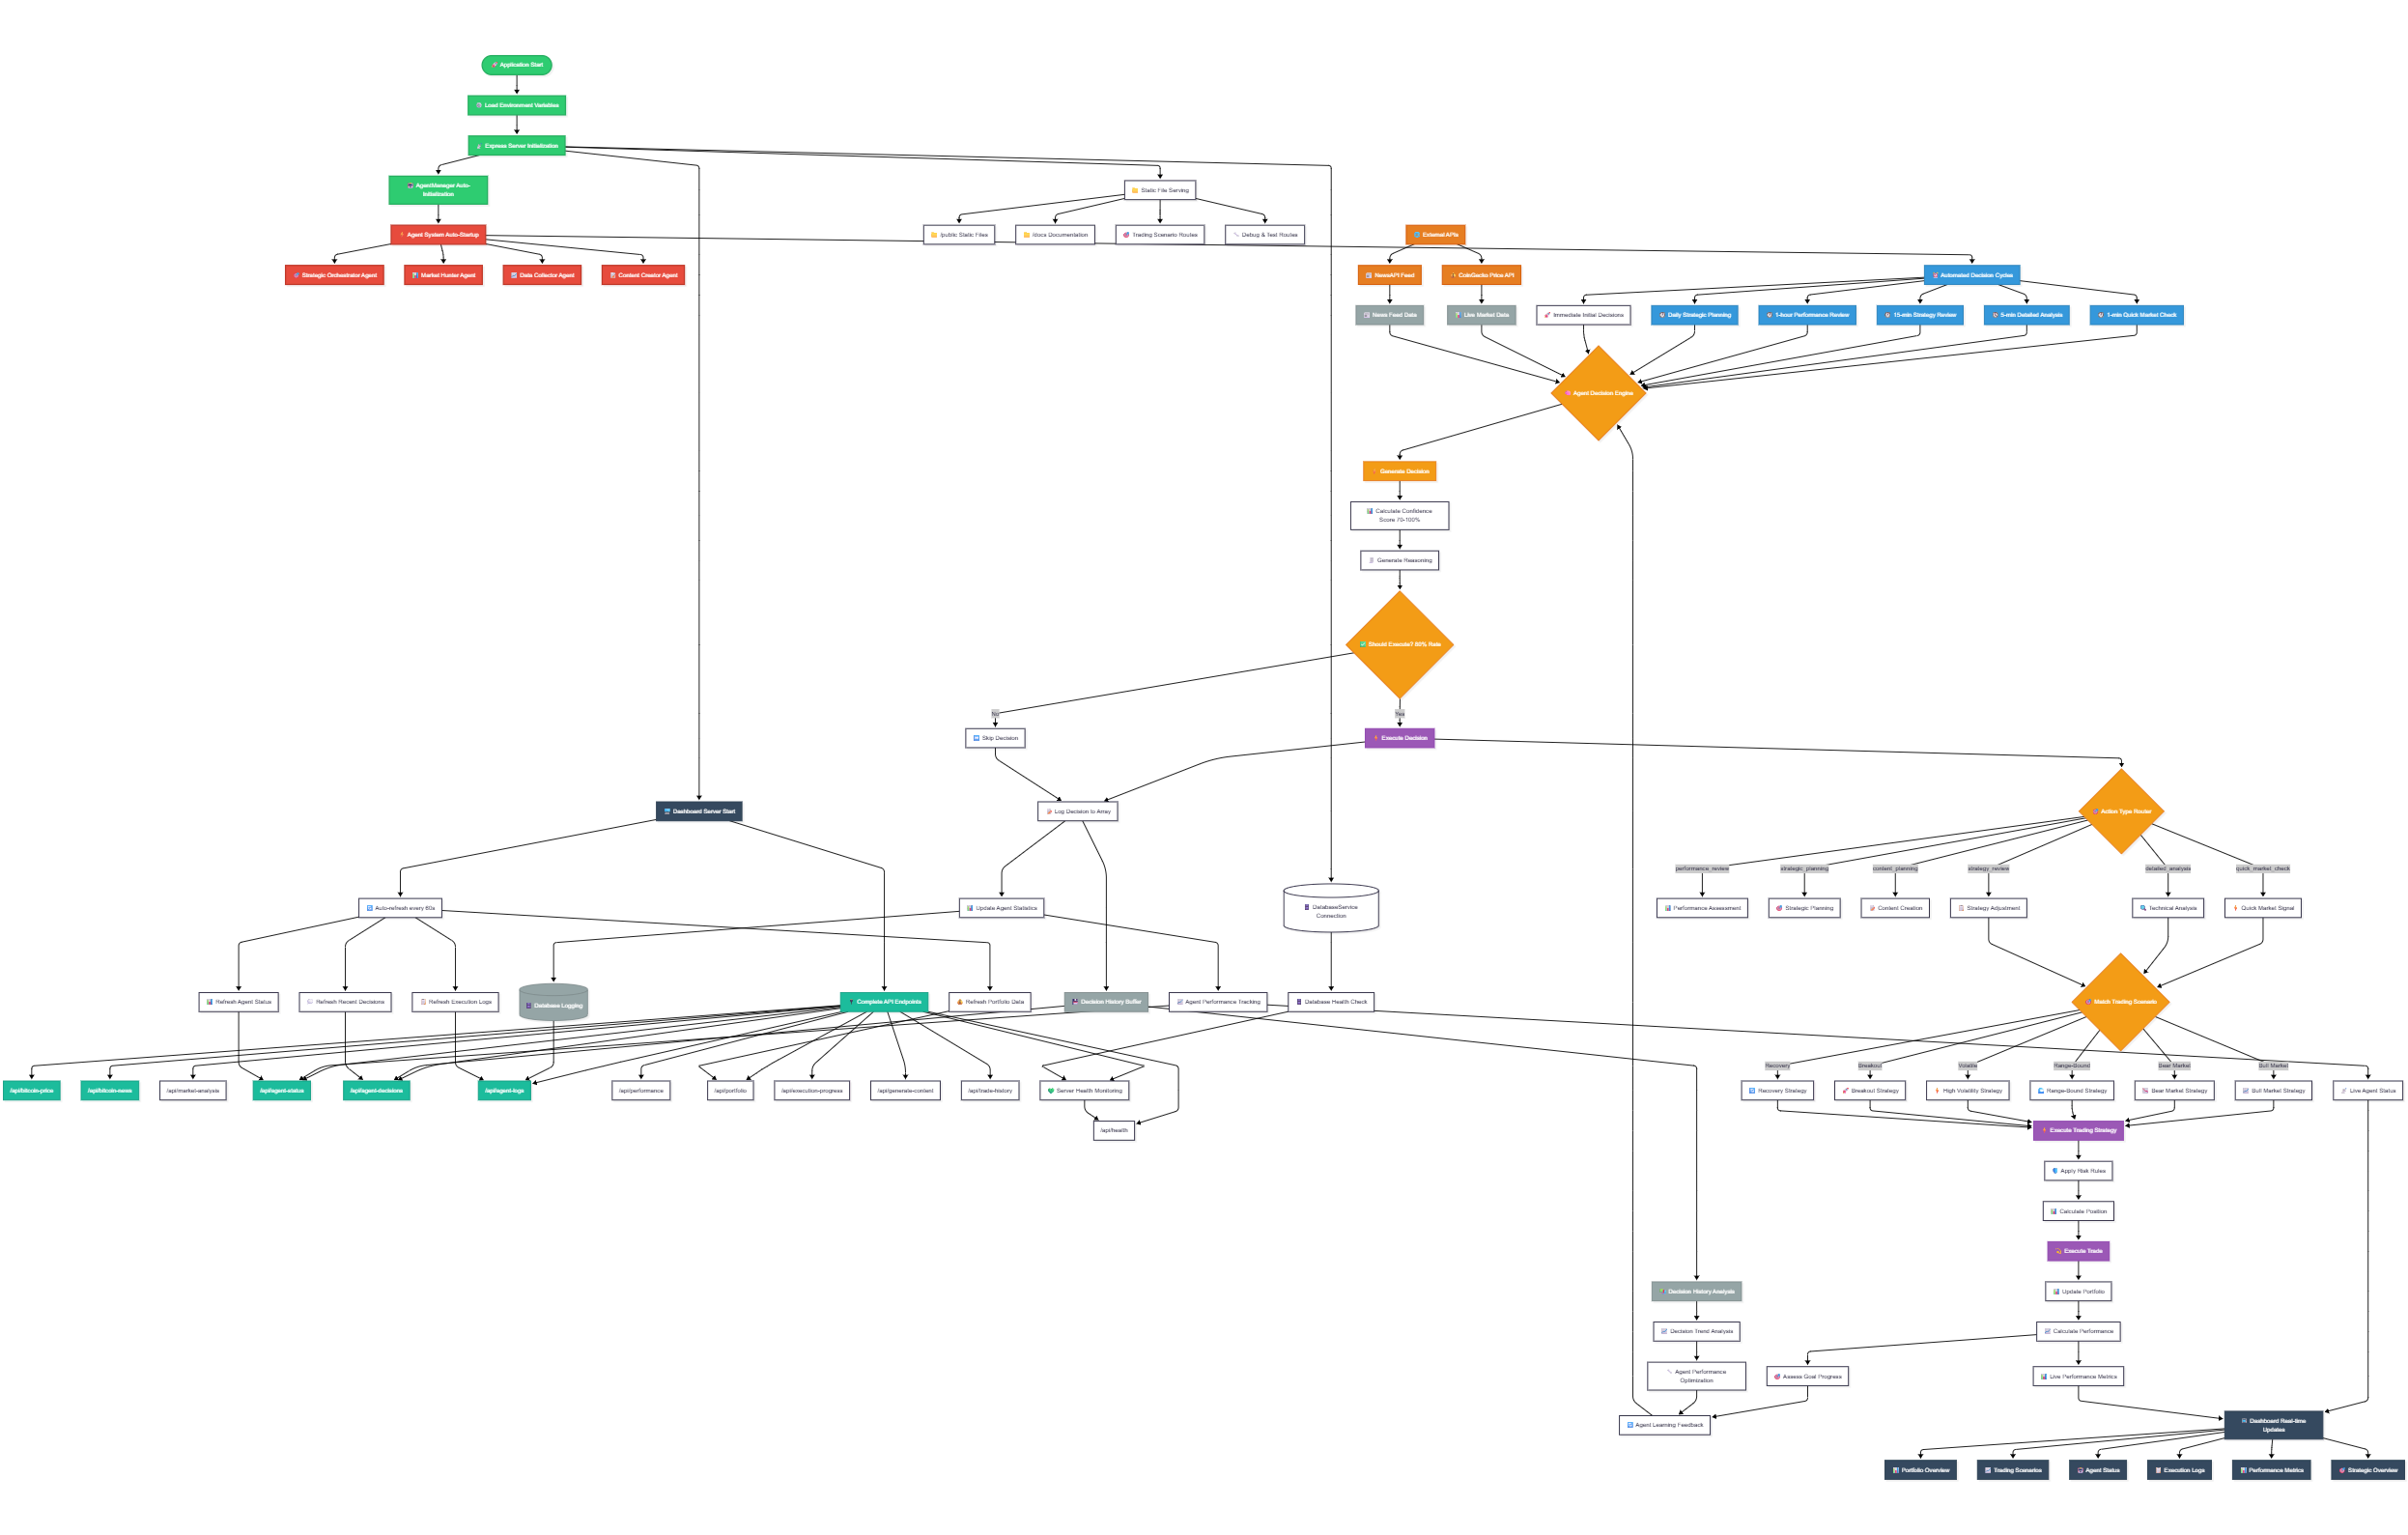 Application Start
Load Environment Variables
Express Server Initialization
AgentManager Auto-
Initialization
Static File Serving
Agent System Auto-Startup
/public Static Files
/docs Documentation
Trading Scenario Routes
Debug & Test Routes
External APIs
Strategic Orchestrator Agent
Market Hunter Agent
Data Collector Agent
Content Creator Agent
NewsAPI Feed
CoinGecko Price API
Automated Decision Cycles
News Feed Data
Live Market Data
Immediate Initial Decisions
Daily Strategic Planning
1-hour Performance Review
15-min Strategy Review
5-min Detailed Analysis
1-min Quick Market Check
Agent Decision Engine
Generate Decision
Calculate Confidence
Score 70-100%
Generate Reasoning
Should Execute? 80% Rate
No
Yes
Skip Decision
Execute Decision
Dashboard Server Start
Log Decision to Array
Action Type Router
performance_review
strategic_planning
content_planning
strategy_review
detailed_analysis
quick_market_check
Auto-refresh every 60s
Update Agent Statistics
DatabaseService
Connection
Performance Assessment
Strategic Planning
Content Creation
Strategy Adjustment
Technical Analysis
Quick Market Signal
Refresh Agent Status
Refresh Recent Decisions
Refresh Execution Logs
Database Logging
Complete API Endpoints
Refresh Portfolio Data
Decision History Buffer
Agent Performance Tracking
Database Health Check
Match Trading Scenario
Recovery
Breakout
Volatile
Range-Bound
Bear Market
Bull Market
/api/bitcoin-price
/api/bitcoin-news
/api/market-analysis
/api/agent-status
/api/agent-decisions
/api/agent-logs
/api/performance
/api/portfolio
/api/execution-progress
/api/generate-content
/api/trade-history
Server Health Monitoring
Recovery Strategy
Breakout Strategy
High Volatility Strategy
Range-Bound Strategy
Bear Market Strategy
Bull Market Strategy
Live Agent Status
/api/health
Execute Trading Strategy
Apply Risk Rules
Calculate Position
Execute Trade
Decision History Analysis
Update Portfolio
Decision Trend Analysis
Calculate Performance
Agent Performance
Optimization
Assess Goal Progress
Live Performance Metrics
Agent Learning Feedback
Dashboard Real-time
Updates
Portfolio Overview
Trading Scenarios
Agent Status
Execution Logs
Performance Metrics
Strategic Overview